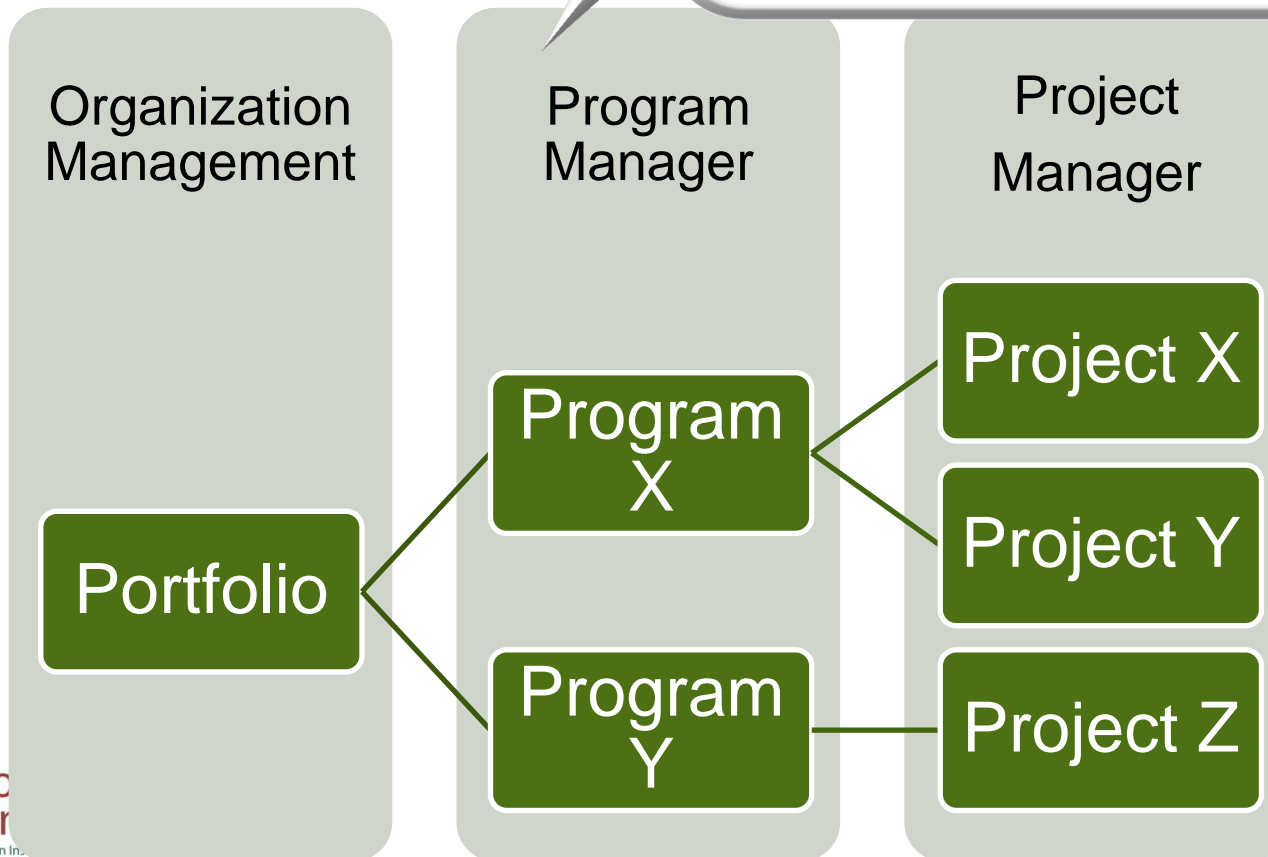 Organization
Management
Program
Manager
Project
Manager
Portfolio
Program
X
Program
Y
Project X
Project Y
Project Z